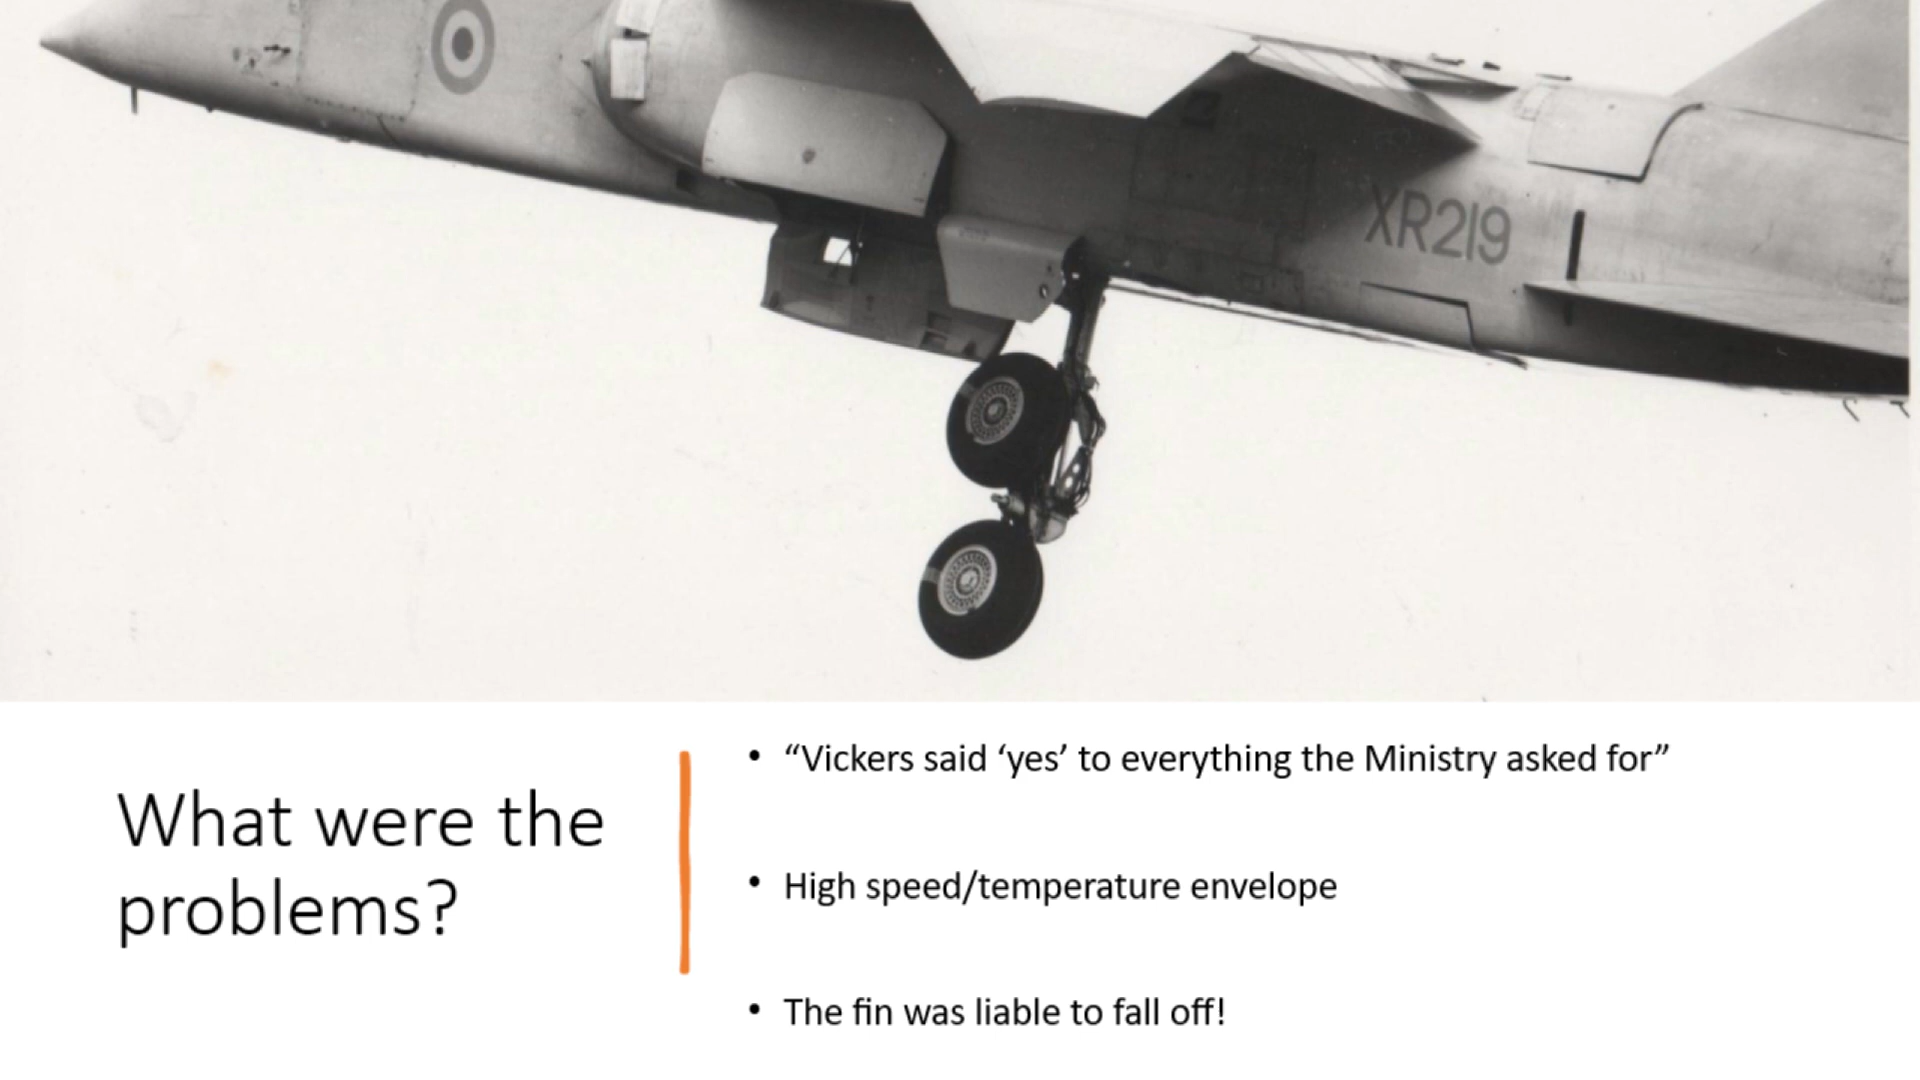 XR219
What were the
problems?
• “Vickers said ‘yes’ to everything the Ministry asked for”
• High speed/temperature envelope
• The fin was liable to fall off!